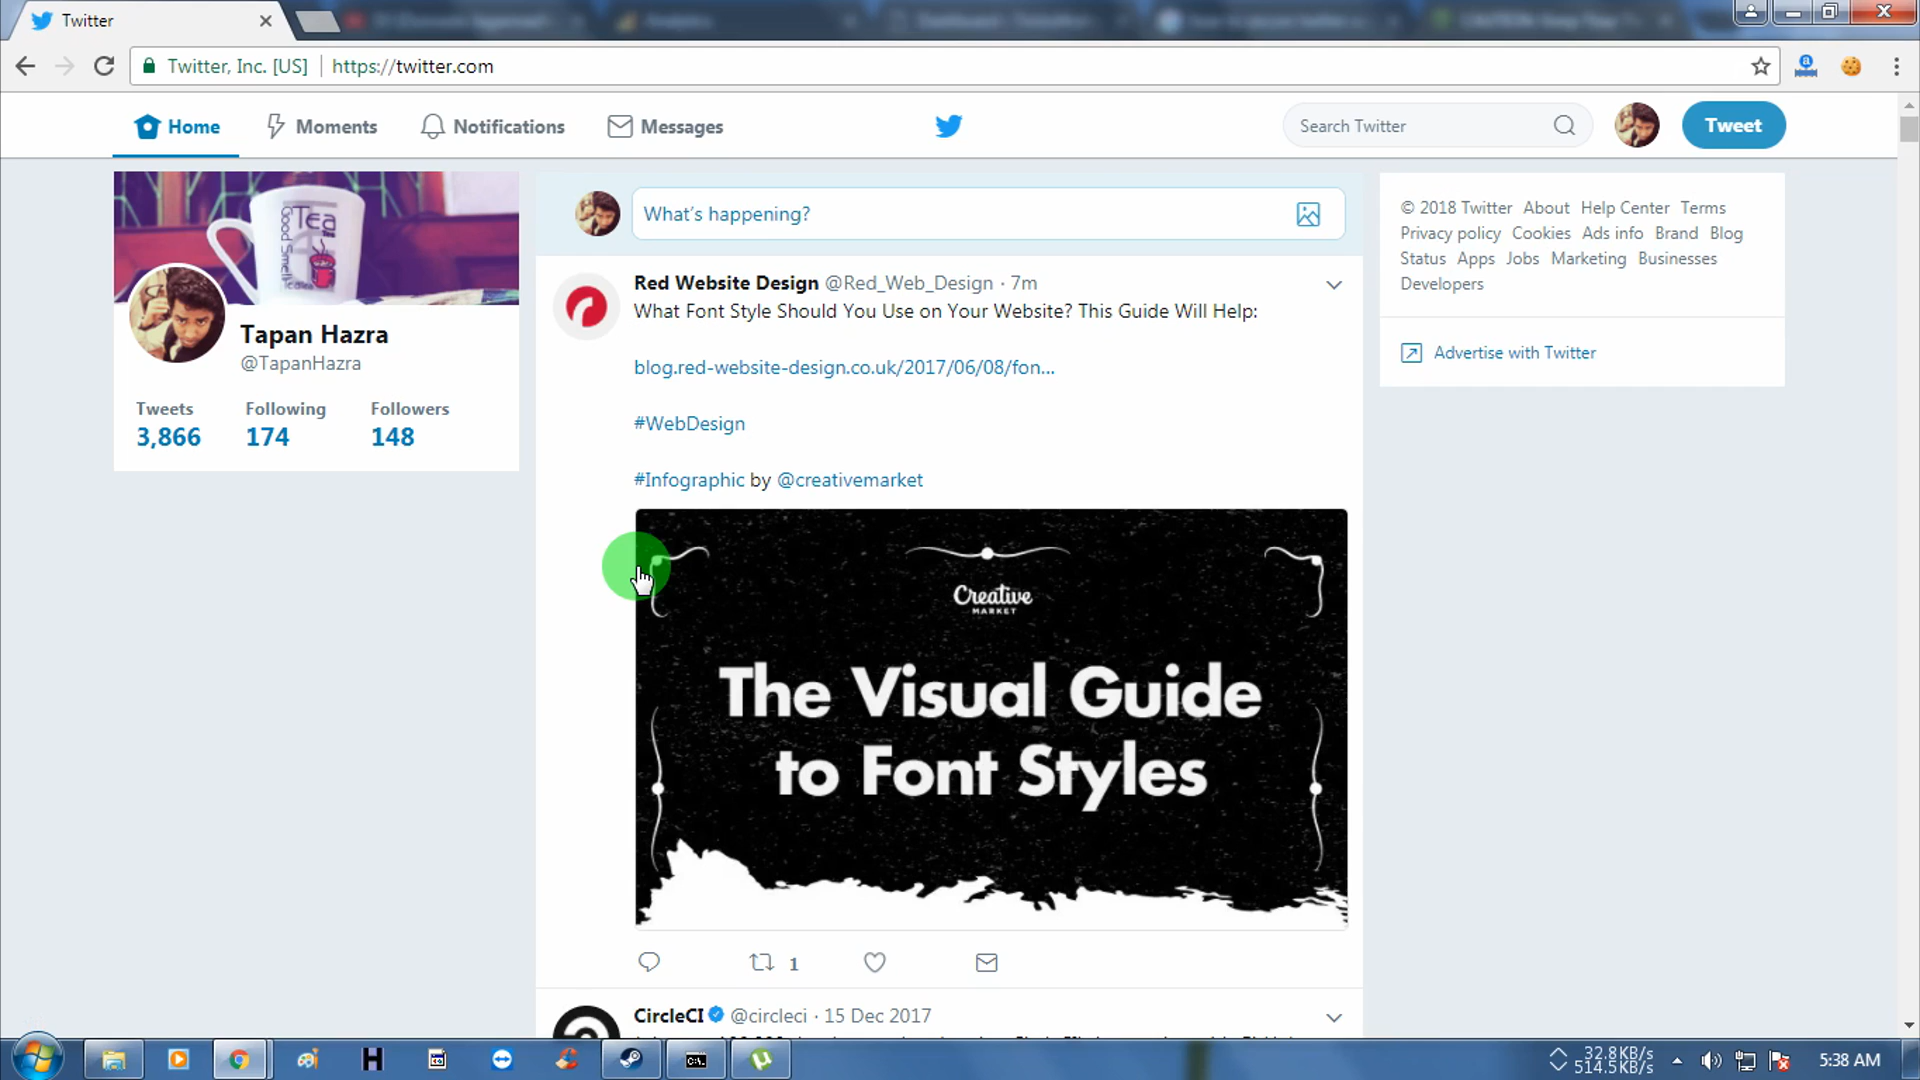 Twitter
Twitter, Inc. [US] https://twitter.com
Home Moments Notifications Messages Search Twitter Tweet
Tea
Good Smell
What's happening?
© 2018 Twitter About Help Center Terms
Privacy policy Cookies Ads info Brand Blog
Status Apps Jobs Marketing Businesses
Developers
Advertise with Twitter
Tapan Hazra
@TapanHazra
Tweets Following Followers
3,866 174 148
Red Website Design @Red_Web_Design · 7m
What Font Style Should You Use on Your Website? This Guide Will Help:
blog.red-website-design.co.uk/2017/06/08/fon...
#WebDesign
#Infographic by @creativemarket
Creative
MARKET
The Visual Guide
to Font Styles
1
CircleCI @circleci · 15 Dec 2017
32.8KB/s
514.5KB/s
5:38 AM